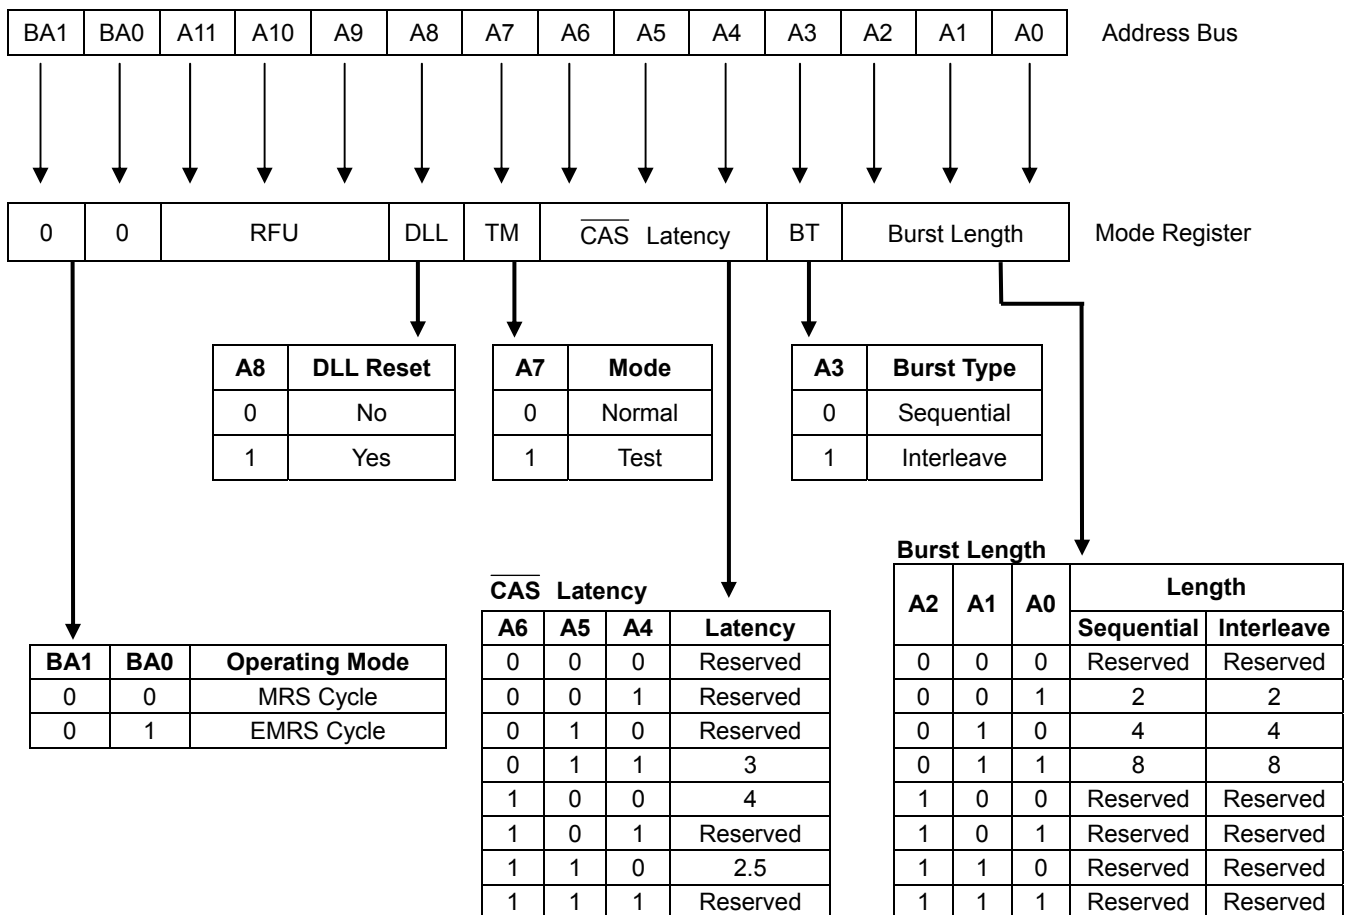 BA1 BA0 A11 A10 A9 A8 A7 A6 A5 A4 A3 A2 A1 A0 Address Bus
0 0 RFU DLL TM CAS Latency BT Burst Length Mode Register
A8 DLL Reset
0 No
1 Yes
A7 Mode
0 Normal
1 Test
A3 Burst Type
0 Sequential
1 Interleave
BA1 BA0 Operating Mode
0 0 MRS Cycle
0 1 EMRS Cycle
CAS Latency
A6 A5 A4 Latency
0 0 0 Reserved
0 0 1 Reserved
0 1 0 Reserved
0 1 1 3
1 0 0 4
1 0 1 Reserved
1 1 0 2.5
1 1 1 Reserved
Burst Length
A2 A1 A0 Length
Sequential Interleave
0 0 0 Reserved Reserved
0 0 1 2 2
0 1 0 4 4
0 1 1 8 8
1 0 0 Reserved Reserved
1 0 1 Reserved Reserved
1 1 0 Reserved Reserved
1 1 1 Reserved Reserved